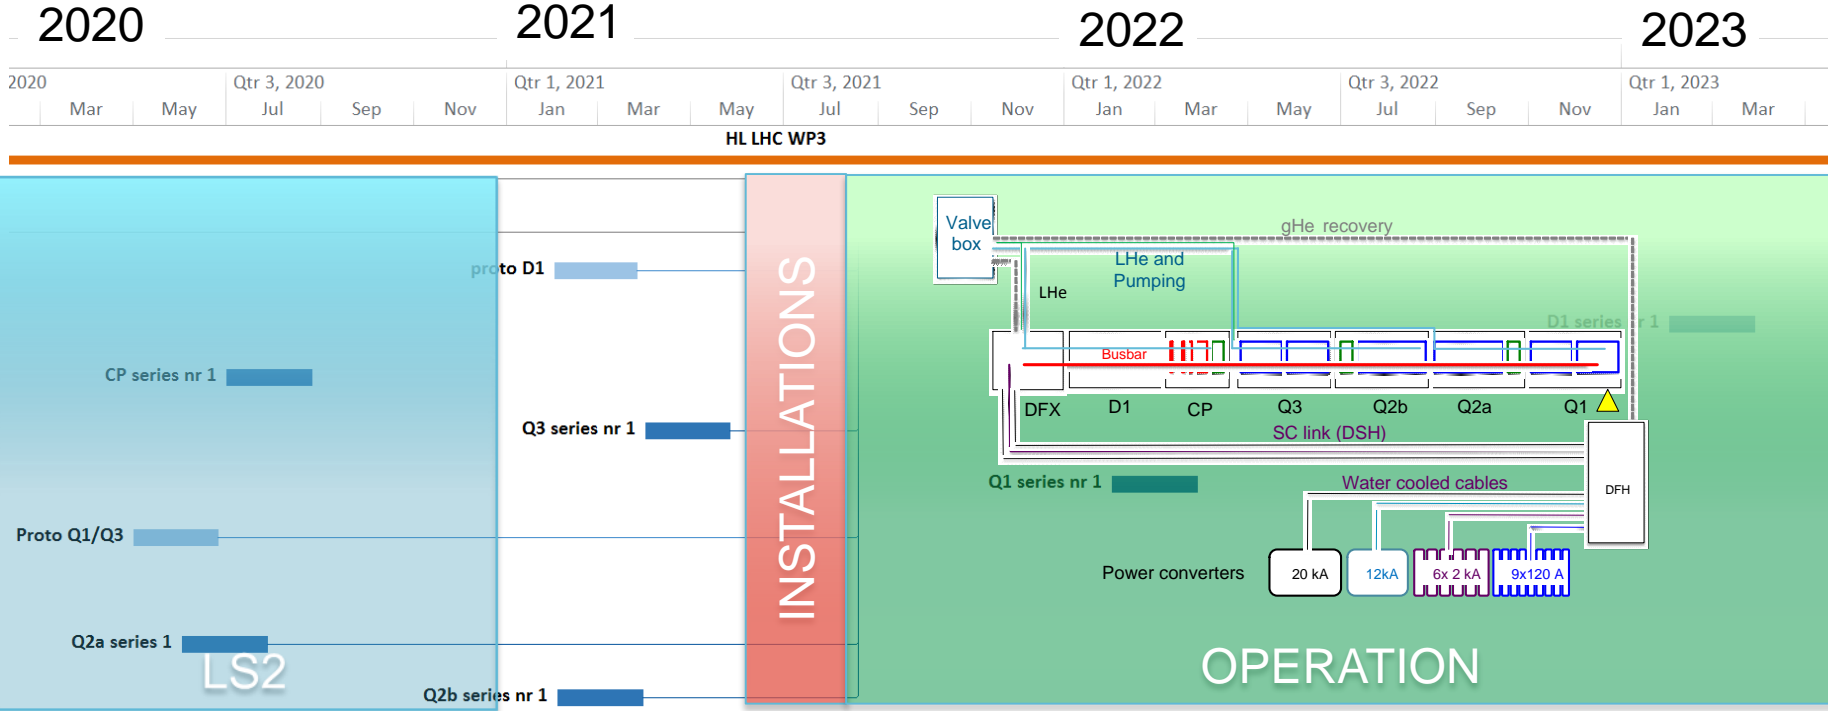 2020 2021 2022 2023
2020 Qtr 3, 2020 Qtr 1, 2021 Qtr 3, 2021 Qtr 1, 2022 Qtr 3, 2022 Qtr 1, 2023
Mar May Jul Sep Nov Jan Mar May Jul Sep Nov Jan Mar May Jul Sep Nov Jan Mar
HL LHC WP3
Valve
box
gHe recovery
LHe and
Pumping
proto D1
LHe
D1 series nr 1
Busbar
CP series nr 1
DFX D1 CP Q3 Q2b Q2a Q1
Q3 series nr 1
SC link (DSH)
INSTALLATIONS
Q1 series nr 1
Water cooled cables
DFH
Proto Q1/Q3
Power converters
20 kA 12kA 6x 2 kA 9x120 A
Q2a series 1
LS2
OPERATION
Q2b series nr 1